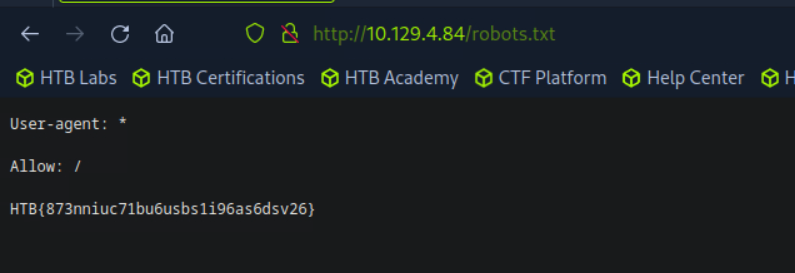 http://10.129.4.84/robots.txt
HTB Labs HTB Certifications HTB Academy CTF Platform Help Center H
User-agent: *
Allow: /
HTB{873nniuc71bu6usbs1i96as6dsv26}